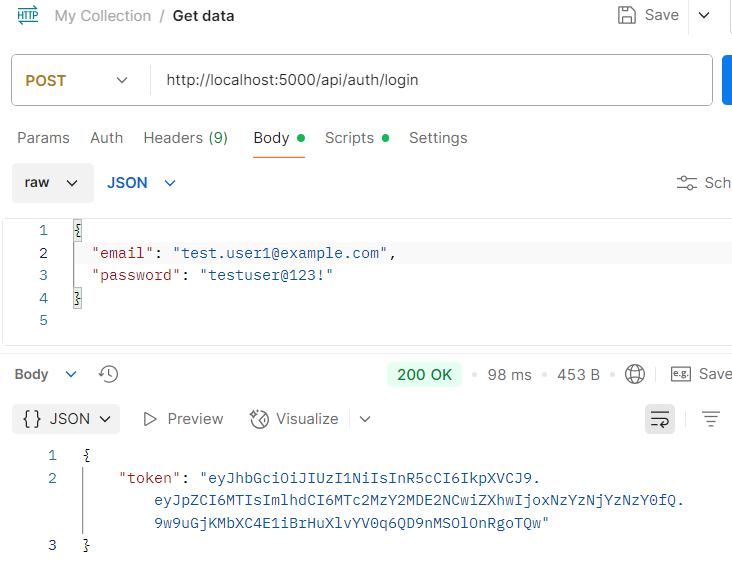 HTTP My Collection / Get data Save
POST http://localhost:5000/api/auth/login
Params Auth Headers (9) Body Scripts Settings
raw JSON Sch
1 {
2 "email": "test.user1@example.com",
3 "password": "testuser@123!"
4 }
5
Body 200 OK 98 ms 453 B e.g. Save
{} JSON Preview Visualize
1 {
2 "token": "eyJhbGciOiJIUzI1NiIsInR5cCI6IkpXVCJ9.
eyJpZCI6MTIsImlhdCI6MTc2MzY2MDE2NCwiZXhwIjoxNzYzNjYzNzY0fQ.
9w9uGjKMbXC4E1iBrHuXlvYV0q6QD9nMSOlOnRgoTQw"
3 }